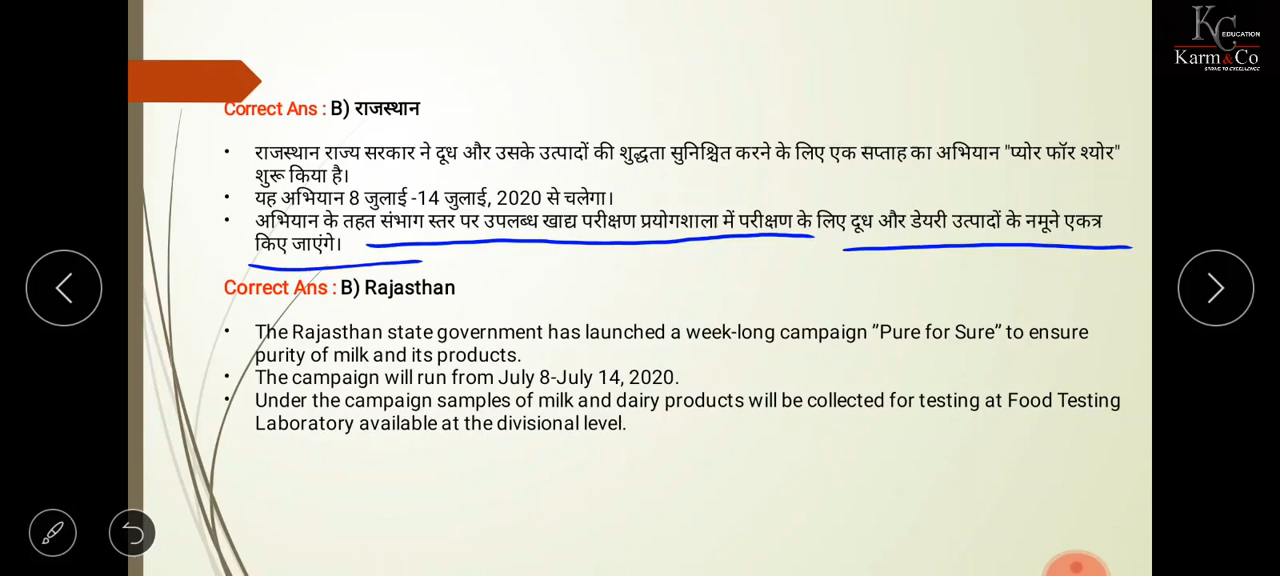 KC EDUCATION
Karm&Co
STRIVE TO EXCELLENCE
Correct Ans : B) राजस्थान
• राजस्थान राज्य सरकार ने दूध और उसके उत्पादों की शुद्धता सुनिश्चित करने के लिए एक सप्ताह का अभियान "प्योर फॉर श्योर"
शुरू किया है।
• यह अभियान 8 जुलाई -14 जुलाई, 2020 से चलेगा।
• अभियान के तहत संभाग स्तर पर उपलब्ध खाद्य परीक्षण प्रयोगशाला में परीक्षण के लिए दूध और डेयरी उत्पादों के नमूने एकत्र
किए जाएंगे।
Correct Ans : B) Rajasthan
• The Rajasthan state government has launched a week-long campaign ”Pure for Sure” to ensure
purity of milk and its products.
• The campaign will run from July 8-July 14, 2020.
• Under the campaign samples of milk and dairy products will be collected for testing at Food Testing
Laboratory available at the divisional level.